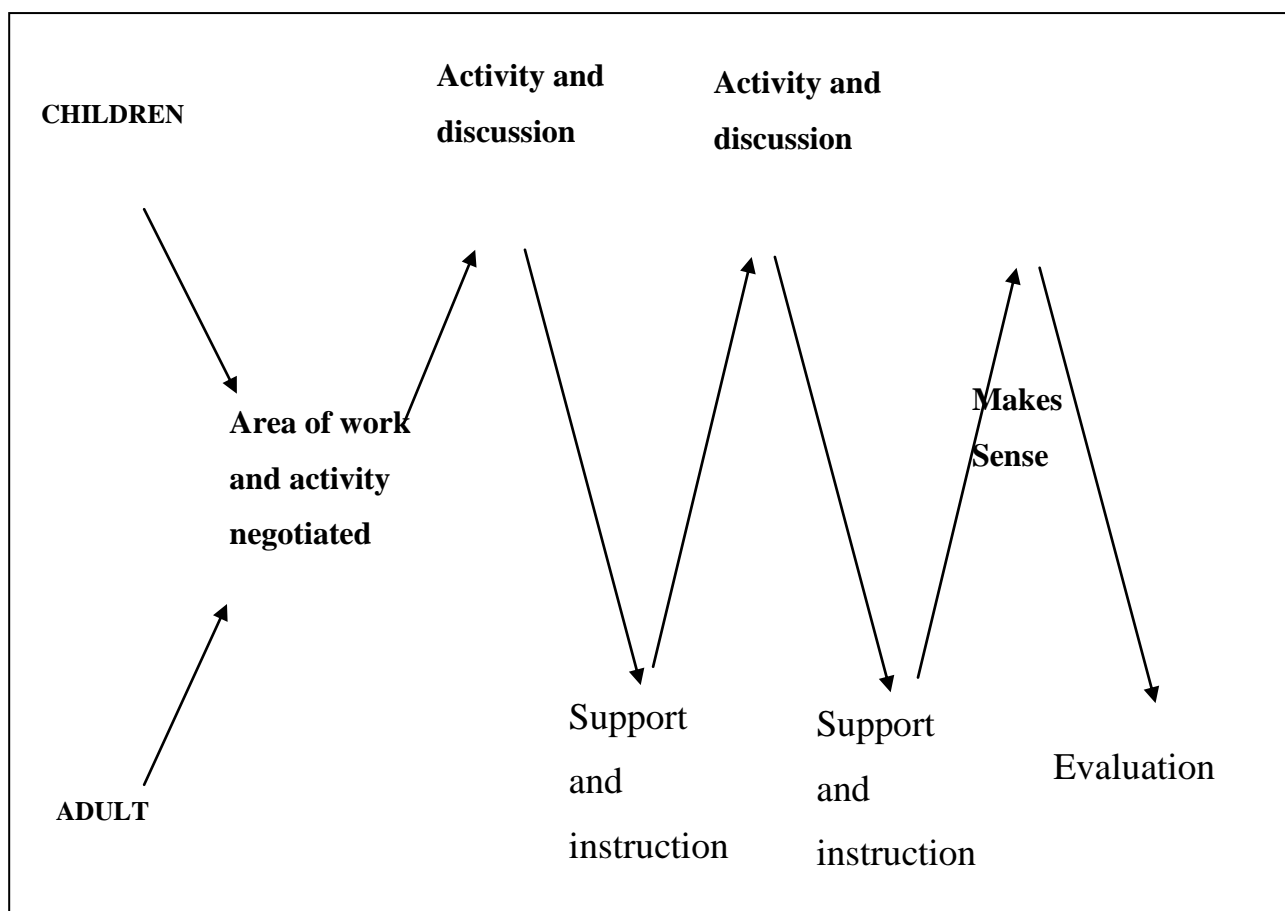 CHILDREN
Activity and
discussion
Activity and
discussion
Area of work
and activity
negotiated
Makes
Sense
ADULT
Support
and
instruction
Support
and
instruction
Evaluation